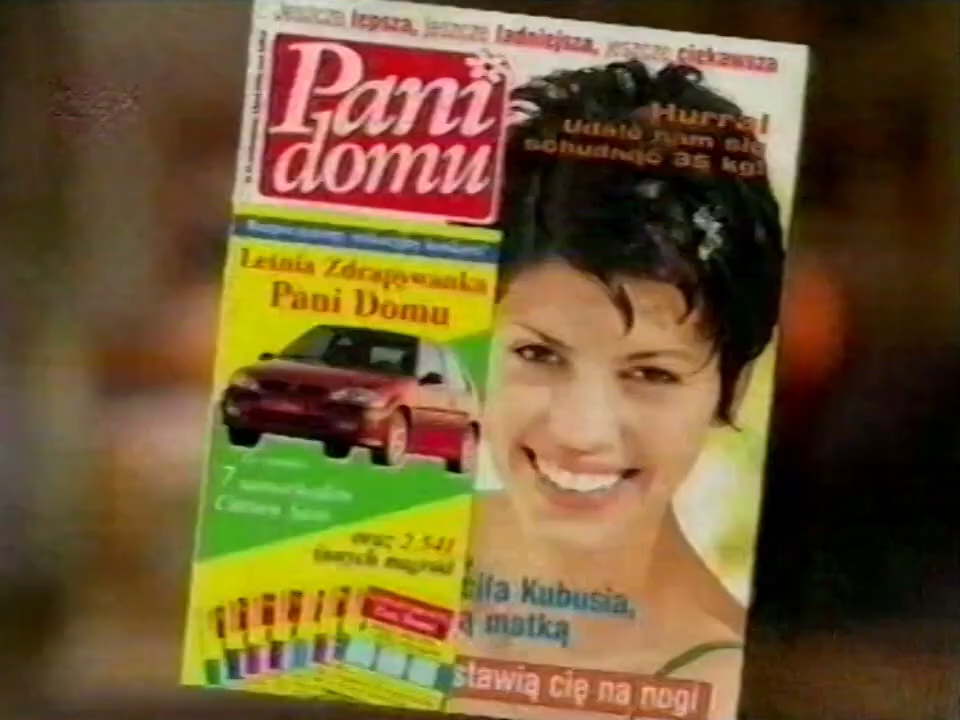 Jeszcze lepsza, jeszcze ładniejsza, jeszcze ciekawsza
Pani
domu
Hurra!
Udało nam się
schudnąć 35 kg!
Letnia Zdrapywanka
Pani Domu
7 samochodów
oraz 2.541
innych nagród
ciła Kubusia,
ą matką
stawią cię na nogi